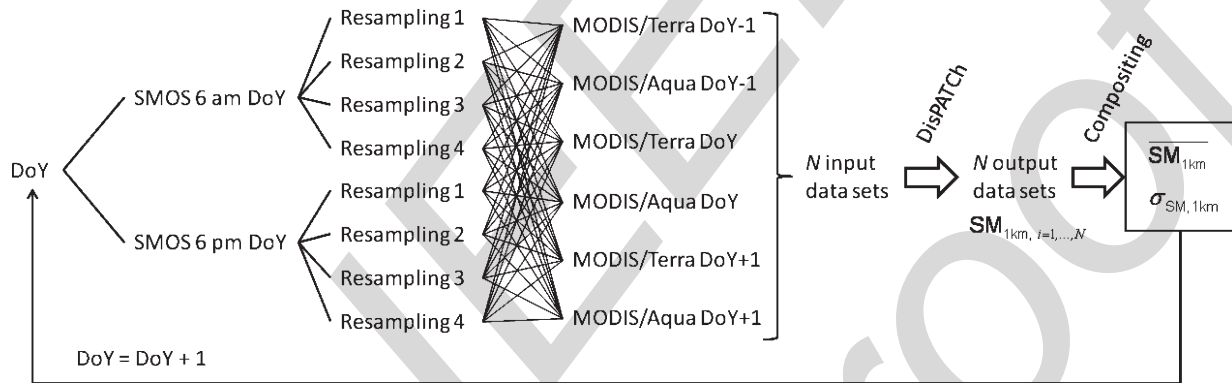 DoY
SMOS 6 am DoY
SMOS 6 pm DoY
Resampling 1
Resampling 2
Resampling 3
Resampling 4
Resampling 1
Resampling 2
Resampling 3
Resampling 4
MODIS/Terra DoY-1
MODIS/Aqua DoY-1
MODIS/Terra DoY
MODIS/Aqua DoY
MODIS/Terra DoY+1
MODIS/Aqua DoY+1
N input
data sets
DisPATCh
N output
data sets
SM1km, i=1,...,N
Compositing
SM1km
σSM, 1km
DoY = DoY + 1